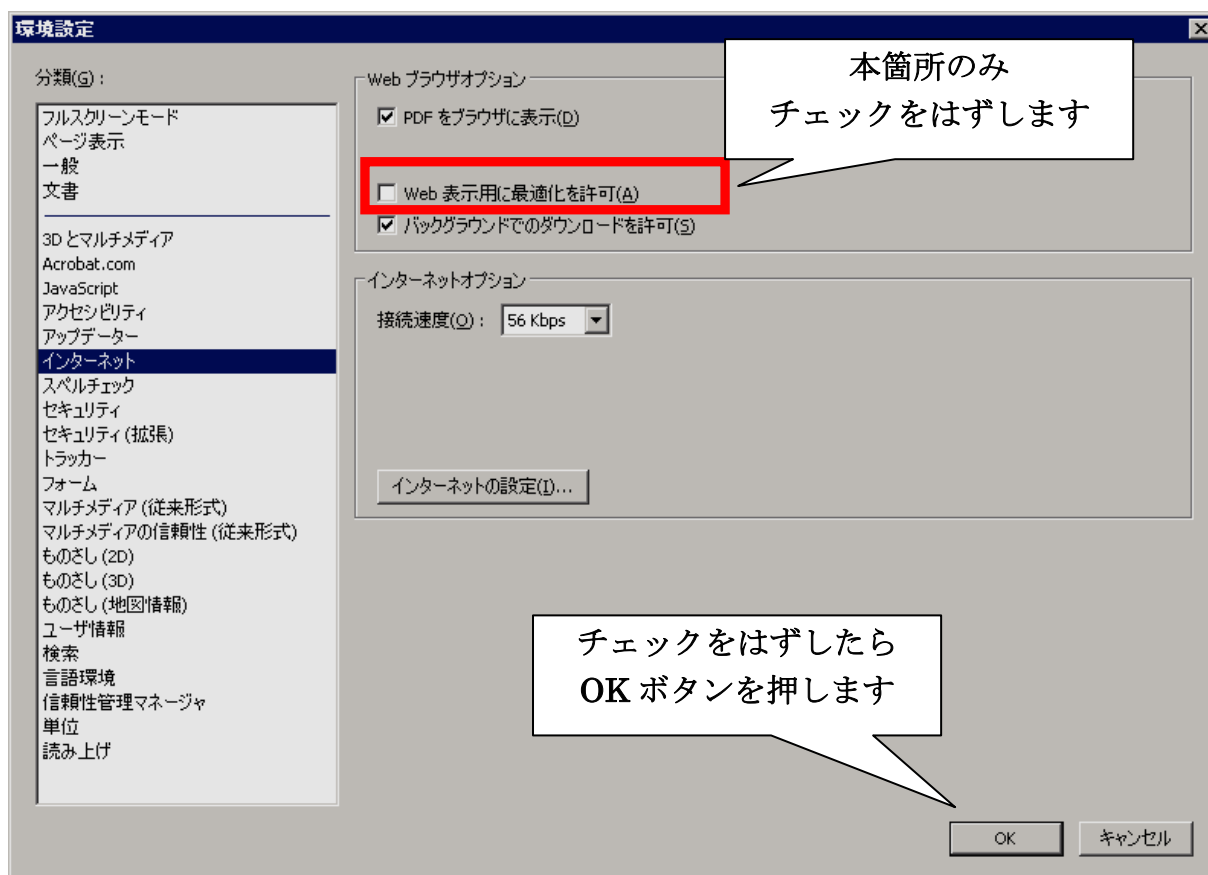 環境設定
分類(G):
フルスクリーンモード
ページ表示
一般
文書
3D とマルチメディア
Acrobat.com
JavaScript
アクセシビリティ
アップデーター
インターネット
スペルチェック
セキュリティ
セキュリティ (拡張)
トラッカー
フォーム
マルチメディア (従来形式)
マルチメディアの信頼性 (従来形式)
ものさし (2D)
ものさし (3D)
ものさし (地図情報)
ユーザ情報
検索
言語環境
信頼性管理マネージャ
単位
読み上げ
Web ブラウザオプション
PDF をブラウザに表示(D)
Web 表示用に最適化を許可(A)
バックグラウンドでのダウンロードを許可(S)
本箇所のみ
チェックをはずします
インターネットオプション
接続速度(O): 56 Kbps
インターネットの設定(I)...
チェックをはずしたら
OK ボタンを押します
OK
キャンセル